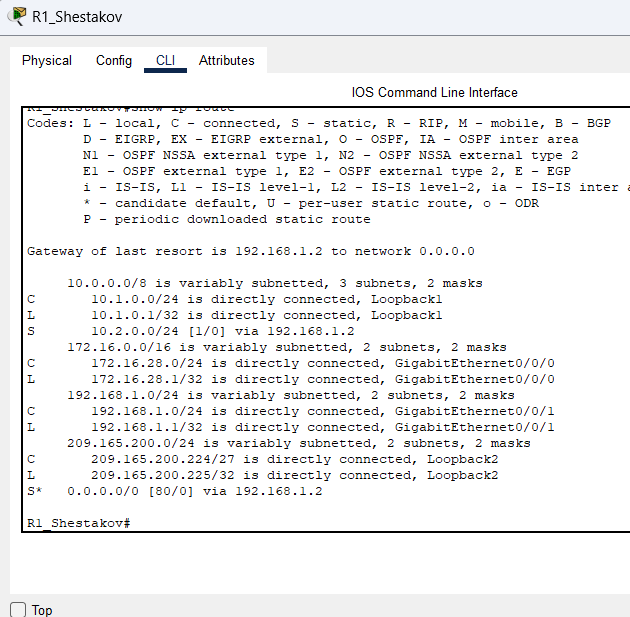 R1_Shestakov
Physical Config CLI Attributes
IOS Command Line Interface
R1_Shestakov#show ip route
Codes: L - local, C - connected, S - static, R - RIP, M - mobile, B - BGP
D - EIGRP, EX - EIGRP external, O - OSPF, IA - OSPF inter area
N1 - OSPF NSSA external type 1, N2 - OSPF NSSA external type 2
E1 - OSPF external type 1, E2 - OSPF external type 2, E - EGP
i - IS-IS, L1 - IS-IS level-1, L2 - IS-IS level-2, ia - IS-IS inter
* - candidate default, U - per-user static route, o - ODR
P - periodic downloaded static route
Gateway of last resort is 192.168.1.2 to network 0.0.0.0
10.0.0.0/8 is variably subnetted, 3 subnets, 2 masks
C 10.1.0.0/24 is directly connected, Loopback1
L 10.1.0.1/32 is directly connected, Loopback1
S 10.2.0.0/24 [1/0] via 192.168.1.2
172.16.0.0/16 is variably subnetted, 2 subnets, 2 masks
C 172.16.28.0/24 is directly connected, GigabitEthernet0/0/0
L 172.16.28.1/32 is directly connected, GigabitEthernet0/0/0
192.168.1.0/24 is variably subnetted, 2 subnets, 2 masks
C 192.168.1.0/24 is directly connected, GigabitEthernet0/0/1
L 192.168.1.1/32 is directly connected, GigabitEthernet0/0/1
209.165.200.0/24 is variably subnetted, 2 subnets, 2 masks
C 209.165.200.224/27 is directly connected, Loopback2
L 209.165.200.225/32 is directly connected, Loopback2
S* 0.0.0.0/0 [80/0] via 192.168.1.2
R1_Shestakov#
Top